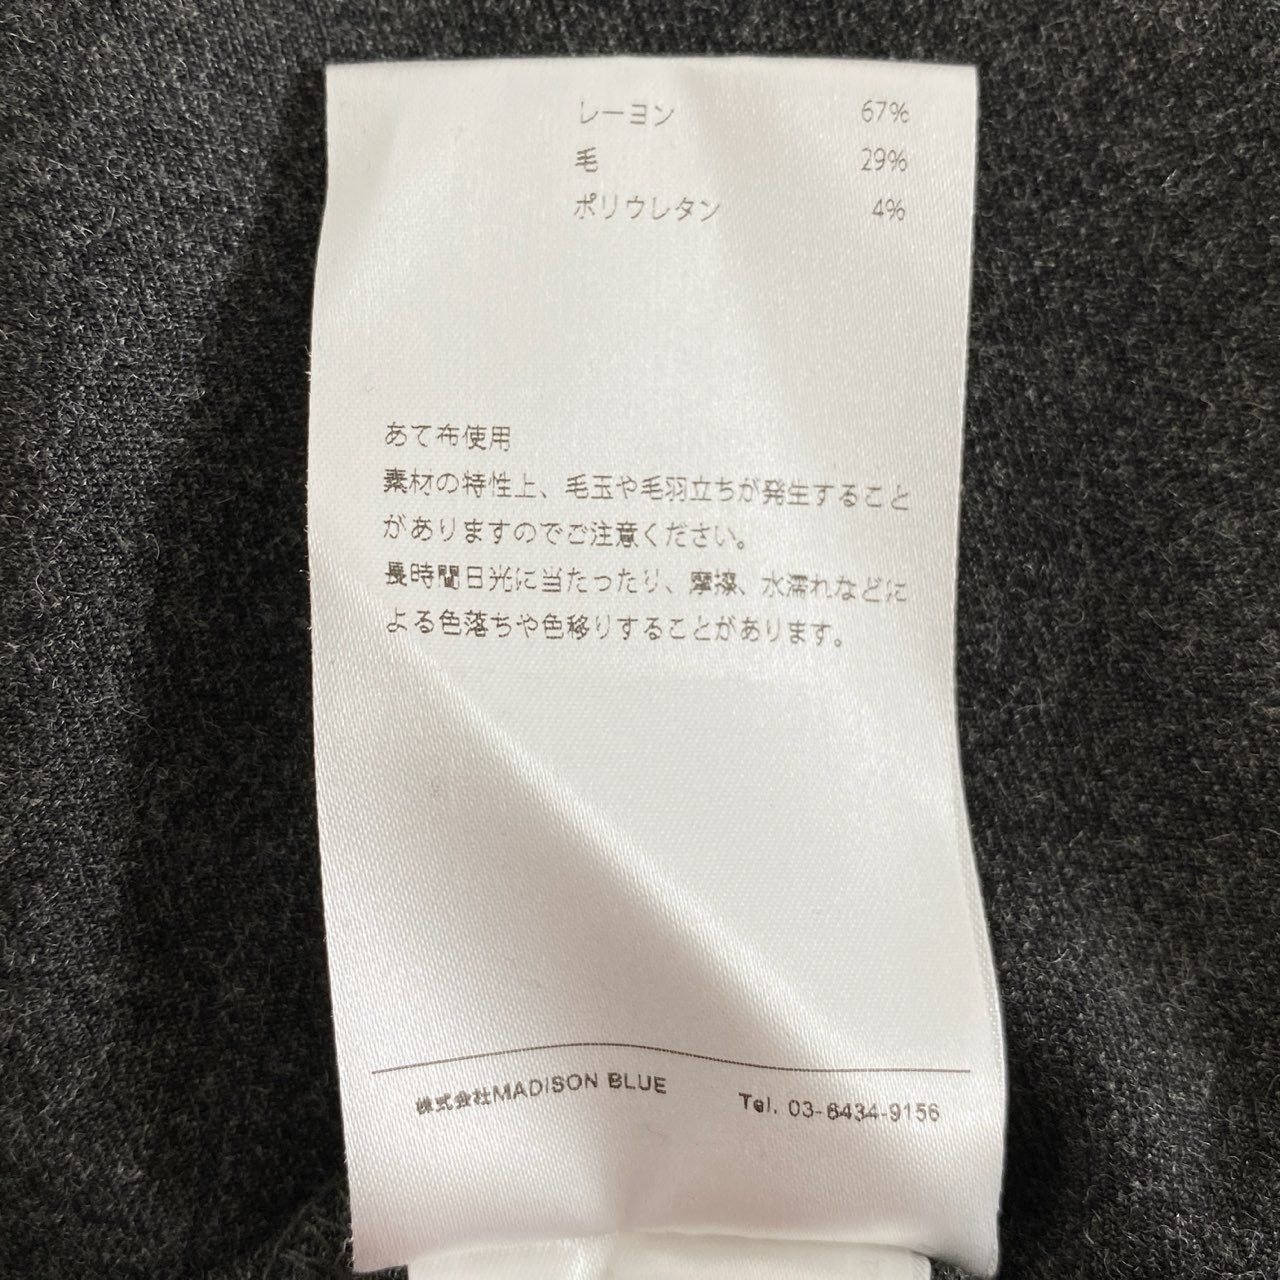 レーヨン 67%
毛 29%
ポリウレタン 4%
あて布使用
素材の特性上、毛玉や毛羽立ちが発生すること
がありますのでご注意ください。
長時間日光に当たったり、摩擦、水濡れなどに
よる色落ちや色移りすることがあります。
株式会社MADISON BLUE Tel. 03-6434-9156